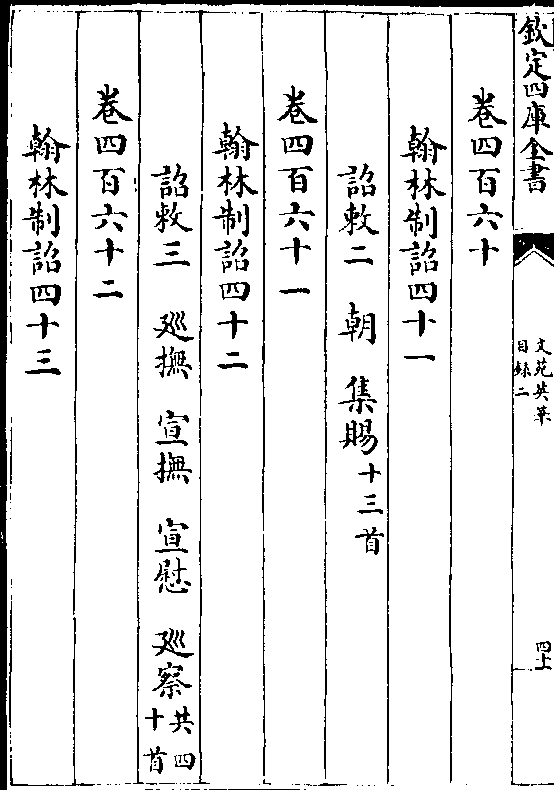 欽定四庫全書
文苑英華
目録二
四上
卷四百六十
翰林制詔四十一
詔敕二　朝　集賜十三首
卷四百六十一
翰林制詔四十二
詔敕三　廵撫　宣撫　宣慰　廵察共四十首
卷四百六十二
翰林制詔四十三